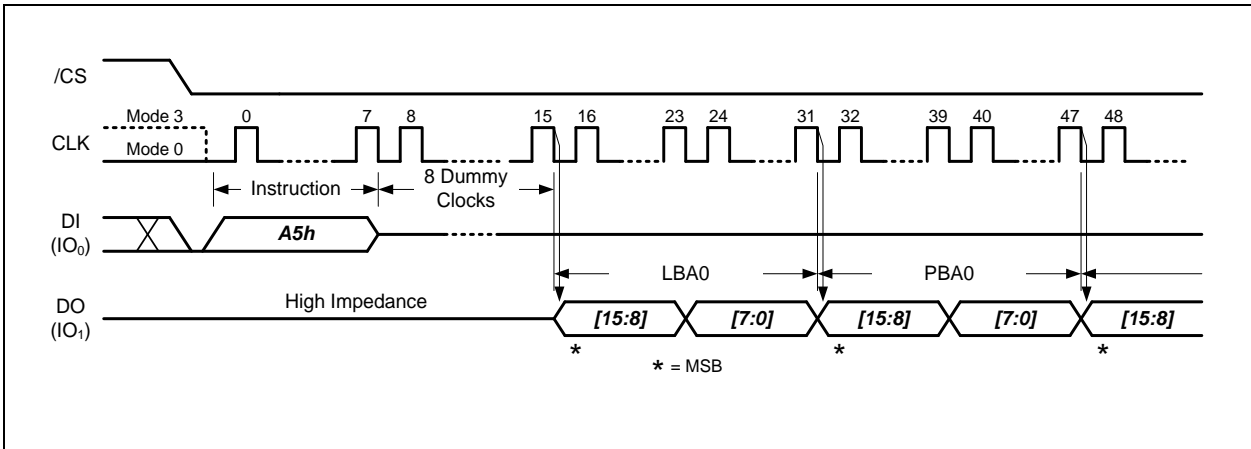 /CS
Mode 3
0
7
8
15
16
23
24
31
32
39
40
47
48
CLK
Mode 0
Instruction
8 Dummy
Clocks
DI
(IO₀)
A5h
LBA0
PBA0
High Impedance
DO
(IO₁)
[15:8]
[7:0]
[15:8]
[7:0]
[15:8]
*
*
*
* = MSB